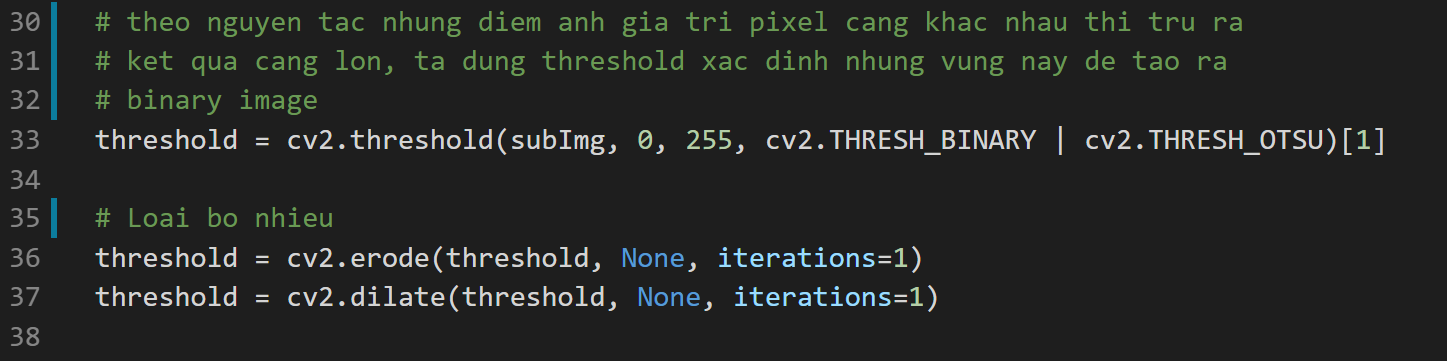 30 # theo nguyen tac nhung diem anh gia tri pixel cang khac nhau thi tru ra
31 # ket qua cang lon, ta dung threshold xac dinh nhung vung nay de tao ra
32 # binary image
33 threshold = cv2.threshold(subImg, 0, 255, cv2.THRESH_BINARY | cv2.THRESH_OTSU)[1]
34
35 # Loai bo nhieu
36 threshold = cv2.erode(threshold, None, iterations=1)
37 threshold = cv2.dilate(threshold, None, iterations=1)
38